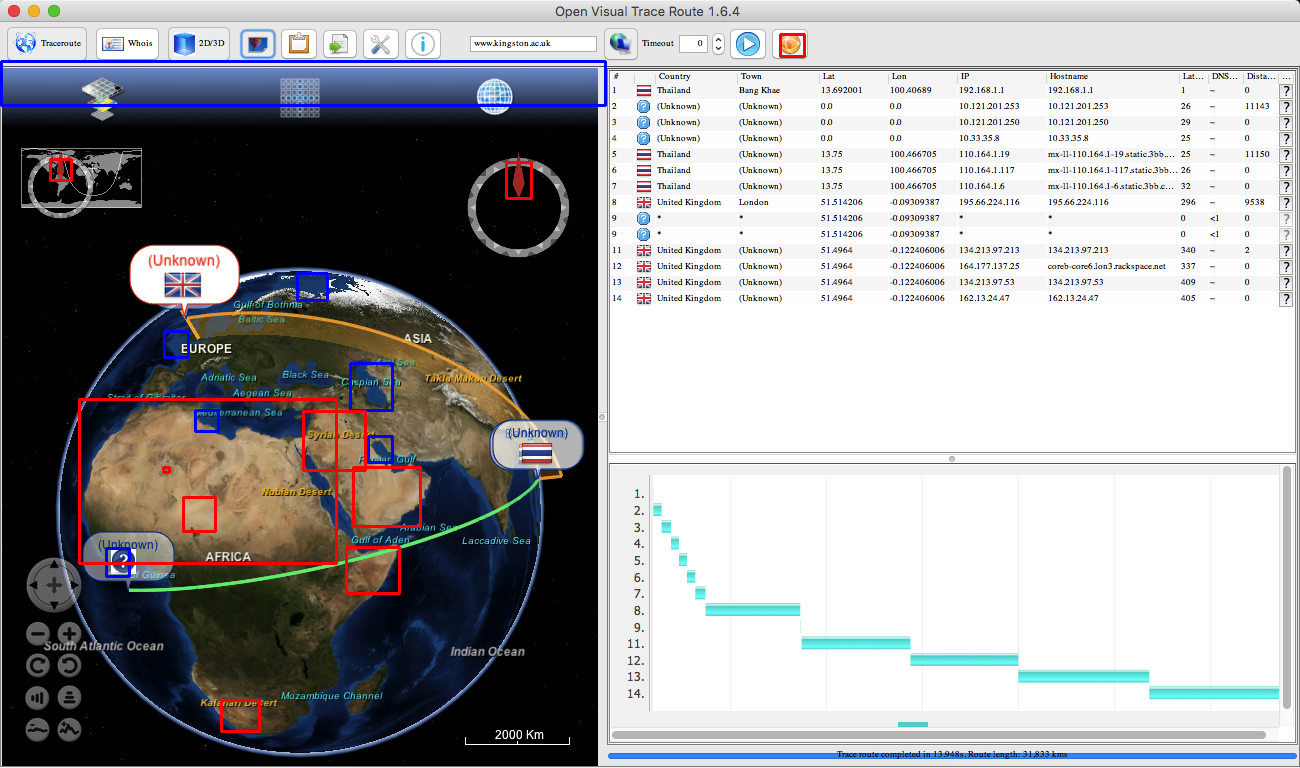 Open Visual Trace Route 1.6.4
Traceroute Whois 2D/3D www.kingston.ac.uk Timeout 0
# Country Town Lat Lon IP Hostname Lat... DNS... Dista... ...
1 Thailand Bang Khae 13.692001 100.40689 192.168.1.1 192.168.1.1 1 ~ 0 ?
2 (Unknown) (Unknown) 0.0 0.0 10.121.201.253 10.121.201.253 26 ~ 11143 ?
3 (Unknown) (Unknown) 0.0 0.0 10.121.201.250 10.121.201.250 29 ~ 0 ?
4 (Unknown) (Unknown) 0.0 0.0 10.33.35.8 10.33.35.8 25 ~ 0 ?
5 Thailand (Unknown) 13.75 100.466705 110.164.1.19 mx-ll-110.164.1-19.static.3bb.... 25 ~ 11150 ?
6 Thailand (Unknown) 13.75 100.466705 110.164.1.117 mx-ll-110.164.1-117.static.3bb... 26 ~ 0 ?
7 Thailand (Unknown) 13.75 100.466705 110.164.1.6 mx-ll-110.164.1-6.static.3bb.c... 32 ~ 0 ?
8 United Kingdom London 51.514206 -0.09309387 195.66.224.116 195.66.224.116 296 ~ 9538 ?
9 * * 51.514206 -0.09309387 * * 0 <1 0 ?
9 * * 51.514206 -0.09309387 * * 0 ~ 0 ?
11 United Kingdom (Unknown) 51.4964 -0.122406006 134.213.97.213 134.213.97.213 340 ~ 2 ?
12 United Kingdom (Unknown) 51.4964 -0.122406006 164.177.137.25 coreb-core6.lon3.rackspace.net 337 ~ 0 ?
13 United Kingdom (Unknown) 51.4964 -0.122406006 134.213.97.53 134.213.97.53 409 ~ 0 ?
14 United Kingdom (Unknown) 51.4964 -0.122406006 162.13.24.47 162.13.24.47 405 ~ 0 ?
(Unknown)
Gulf of Bothnia
Baltic Sea
ASIA
EUROPE
Adriatic Sea
Black Sea
Caspian Sea
Takla Makan Desert
Aegean Sea
Strait of Gibraltar
Mediterranean Sea
Syrian Desert
(Unknown)
Persian Gulf
Nubian Desert
Arabian Sea
Gulf of Aden
Laccadive Sea
(Unknown)
?
AFRICA
of Guinea
South Atlantic Ocean
Indian Ocean
Mozambique Channel
Kalahari Desert
2000 Km
1.
2.
3.
4.
5.
6.
7.
8.
9.
11.
12.
13.
14.
Trace route completed in 13.948s. Route length: 31,833 kms